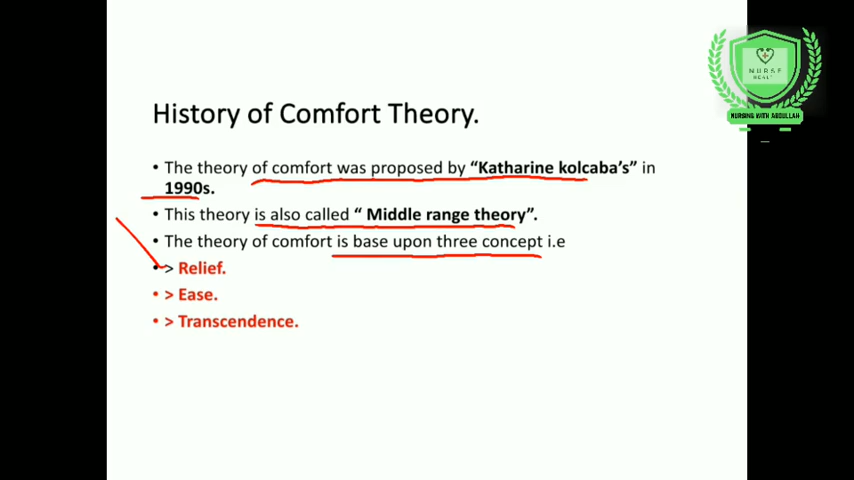 NURSE
HEALT
NURSING WITH ABDULLAH
History of Comfort Theory.
• The theory of comfort was proposed by “Katharine kolcaba’s” in
1990s.
• This theory is also called “ Middle range theory”.
• The theory of comfort is base upon three concept i.e
• > Relief.
• > Ease.
• > Transcendence.